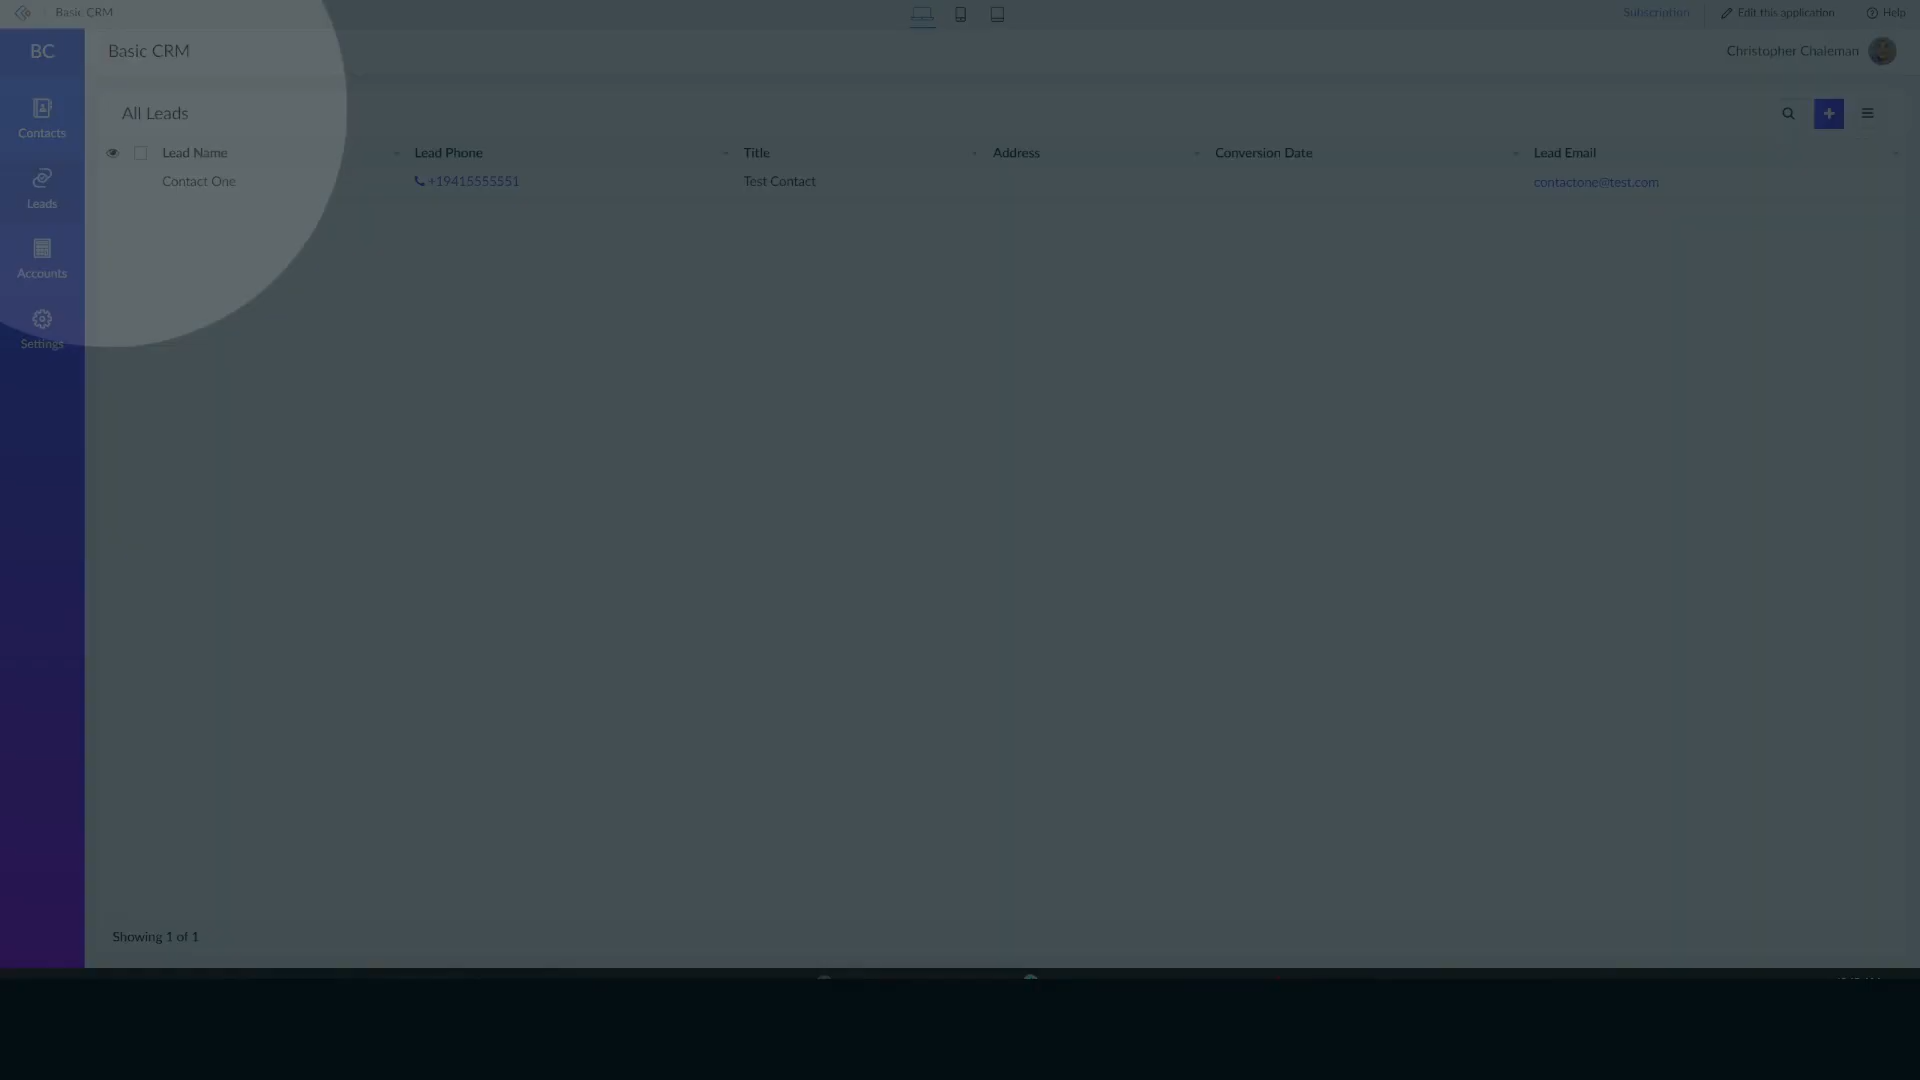 Basic CRM
Subscription
Edit this application
Help
BC
Basic CRM
Christopher Chaleman
Contacts
Leads
Accounts
Settings
All Leads
Lead Name Lead Phone Title Address Conversion Date Lead Email
Contact One +19415555551 Test Contact contactone@test.com
Showing 1 of 1